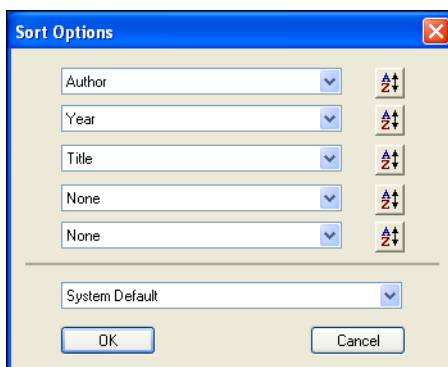 Sort Options
Author
A
Z
Year
A
Z
Title
A
Z
None
A
Z
None
A
Z
System Default
OK Cancel